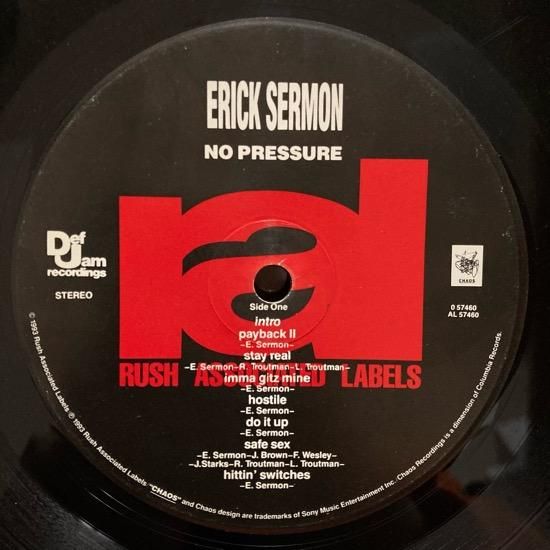 ERICK SERMON
NO PRESSURE
Def
Jam
recordings
STEREO
CHAOS
0 57460
AL 57460
Side One
intro
payback II
–E. Sermon–
stay real
–E. Sermon–R. Troutman–L. Troutman–
imma gitz mine
–E. Sermon–
hostile
–E. Sermon–
do it up
–E. Sermon–
safe sex
–E. Sermon–J. Brown–F. Wesley–
–J.Starks–R. Troutman–L. Troutman–
hittin' switches
–E. Sermon–
RUSH ASSOCIATED LABELS
© 1993 Rush Associated Labels ℗ 1993 Rush Associated Labels "CHAOS" and Chaos design are trademarks of Sony Music Entertainment Inc. Chaos Recordings is a dimension of Columbia Records.